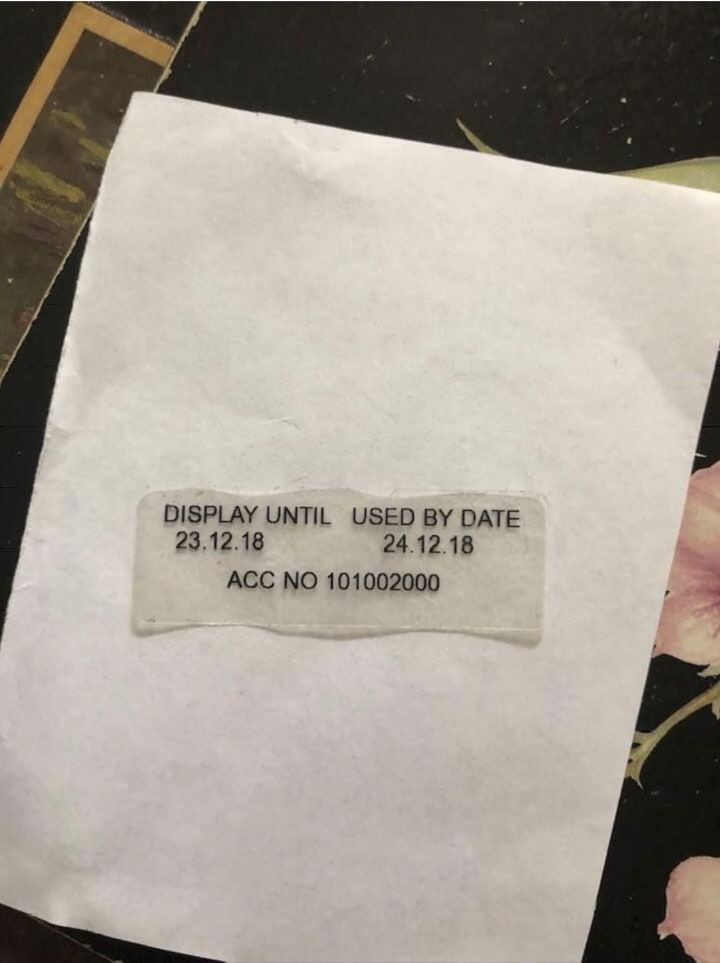 DISPLAY UNTIL USED BY DATE
23.12.18 24.12.18
ACC NO 101002000